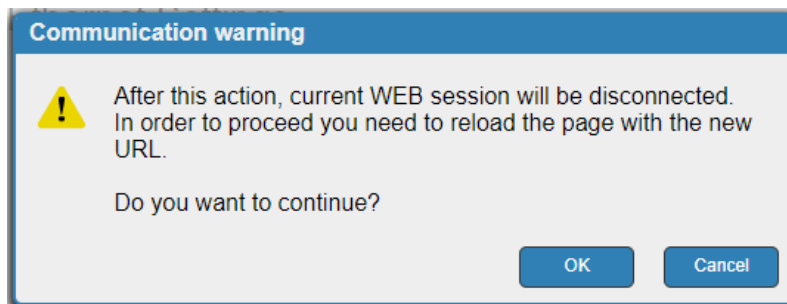 Communication warning
After this action, current WEB session will be disconnected.
In order to proceed you need to reload the page with the new
URL.
Do you want to continue?
OK Cancel